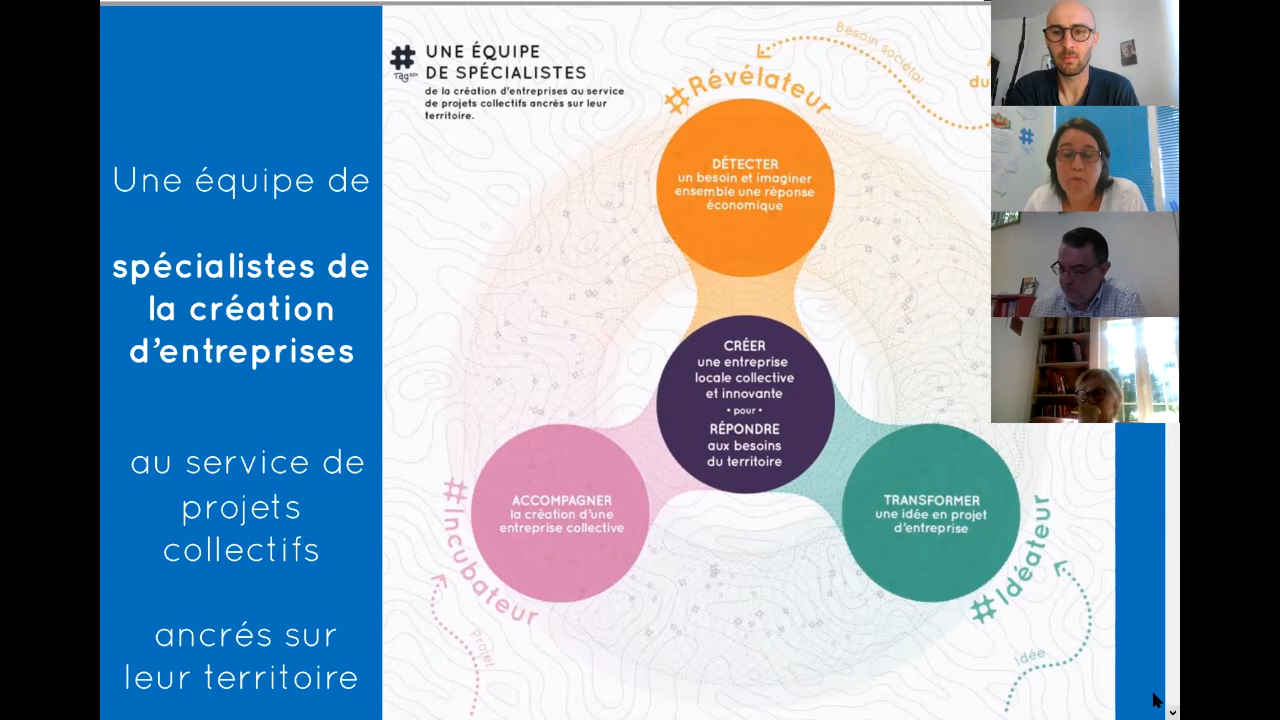 Une équipe de
spécialistes de
la création
d'entreprises
au service de
projets
collectifs
ancrés sur
leur territoire
#
UNE ÉQUIPE
DE SPÉCIALISTES
de la création d'entreprises au service
de projets collectifs ancrés sur leur
territoire.
Besoin sociétal
du
#Révélateur
DÉTECTER
un besoin et imaginer
ensemble une réponse
économique
CRÉER
une entreprise
locale collective
et innovante
• pour •
RÉPONDRE
aux besoins
du territoire
ACCOMPAGNER
la création d'une
entreprise collective
#Incubateur
Projet
TRANSFORMER
une idée en projet
d'entreprise
#Idéateur
Idée